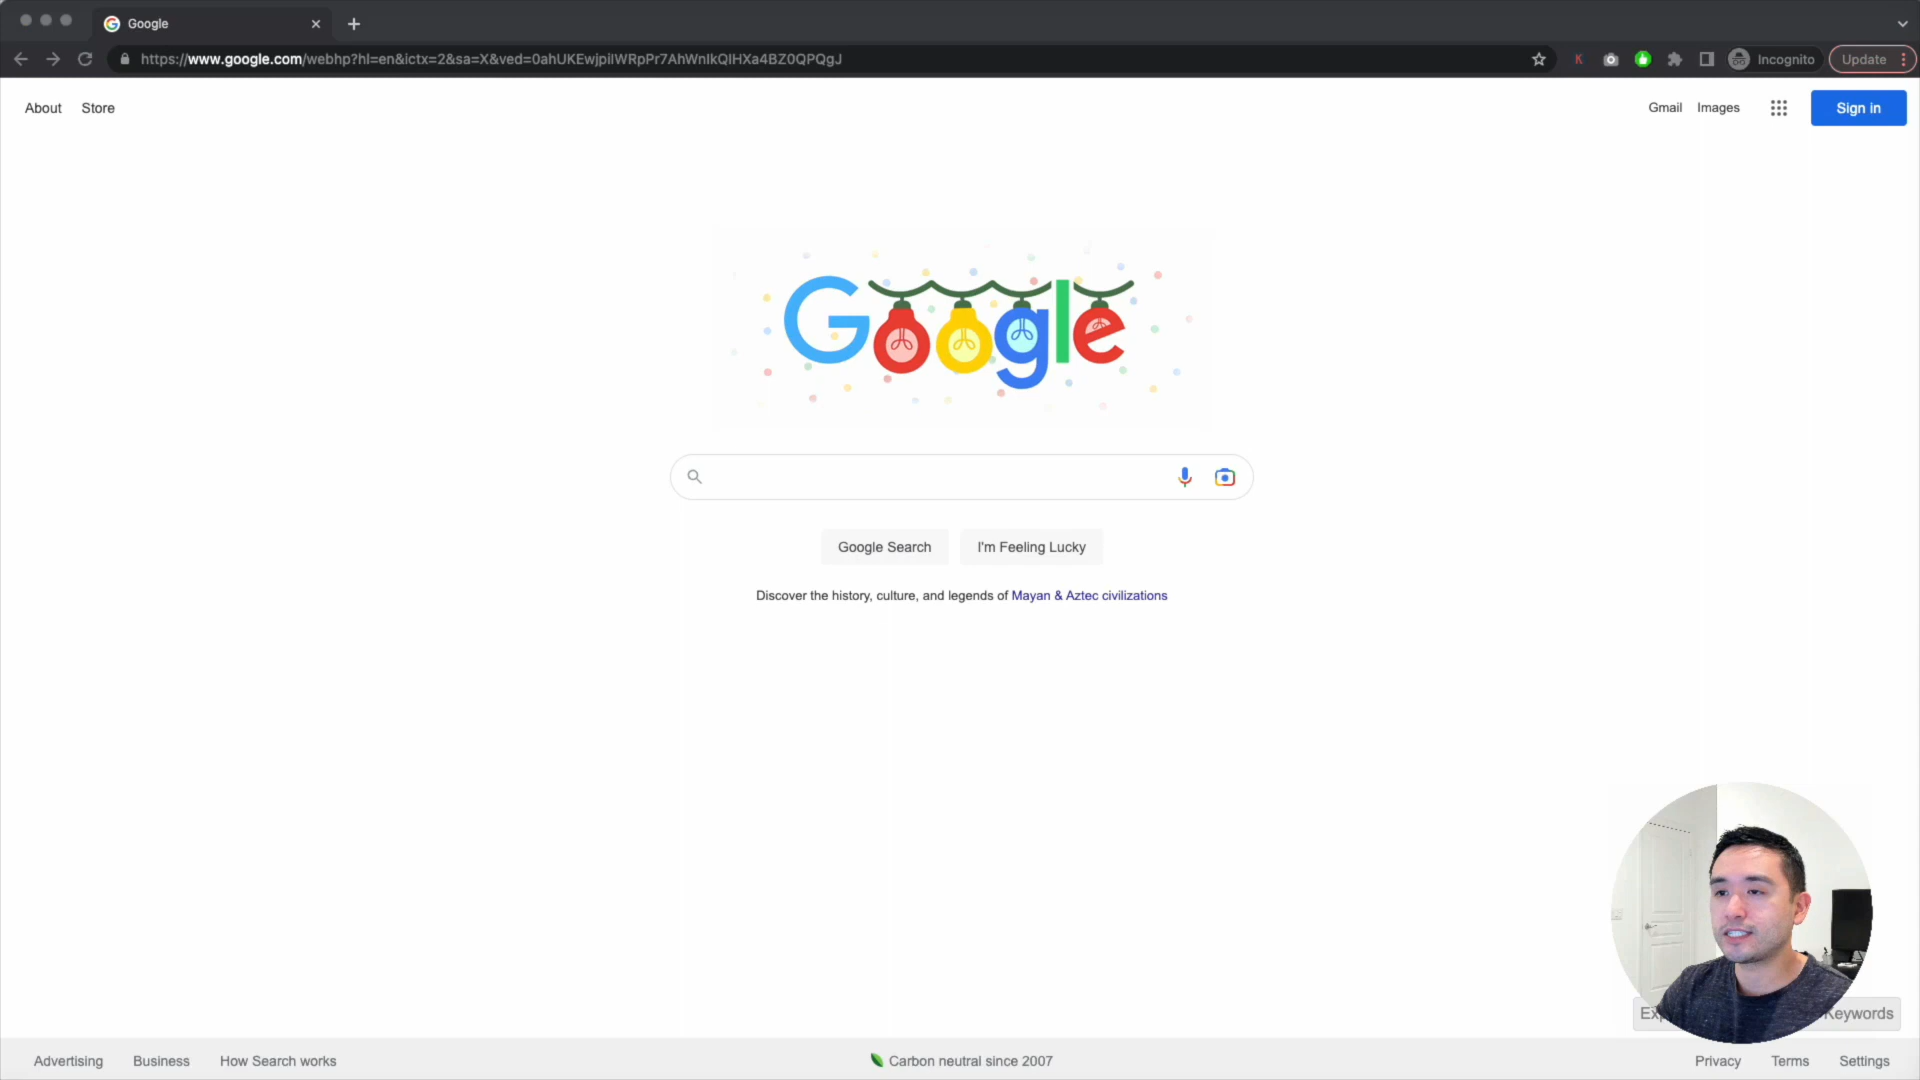 Google
https://www.google.com/webhp?hl=en&ictx=2&sa=X&ved=0ahUKEwjpilWRpPr7AhWnIkQIHXa4BZ0QPQgJ
K
Incognito
Update
About Store
Gmail Images
Sign in
Google
Google Search
I'm Feeling Lucky
Discover the history, culture, and legends of Mayan & Aztec civilizations
Keywords
Advertising Business How Search works
Carbon neutral since 2007
Privacy Terms Settings